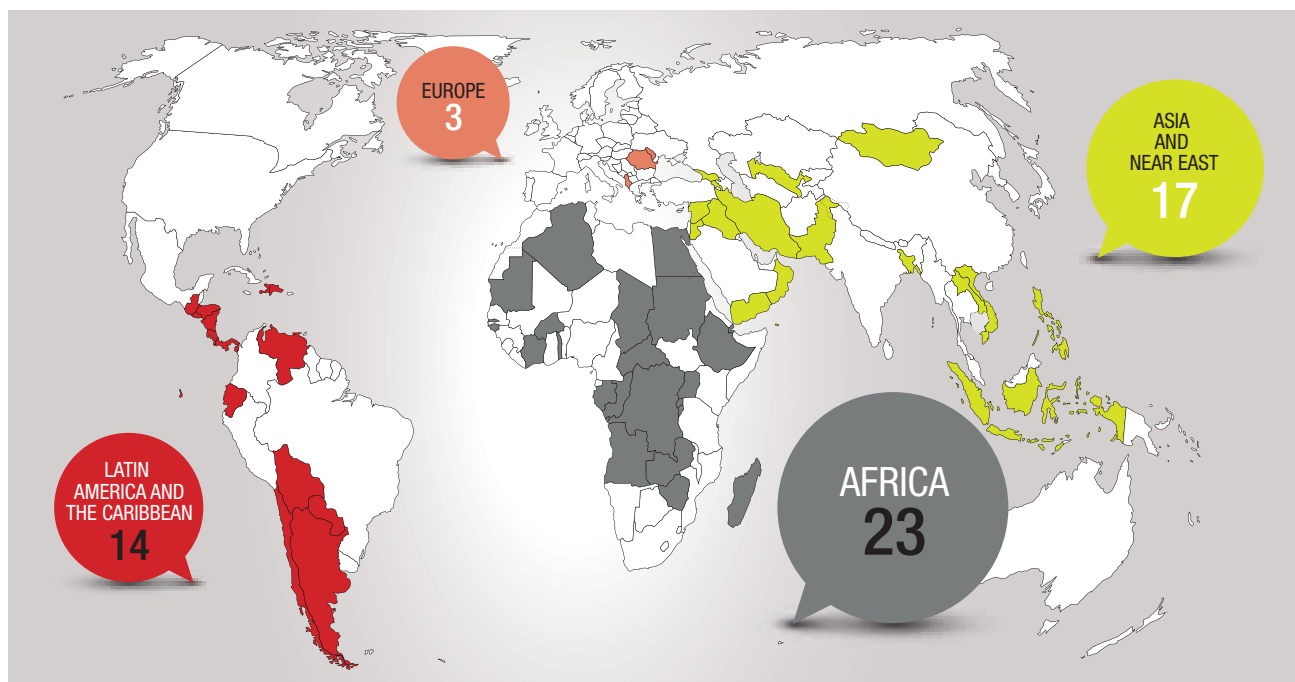 EUROPE
3
ASIA
AND
NEAR EAST
17
LATIN
AMERICA AND
THE CARIBBEAN
14
AFRICA
23